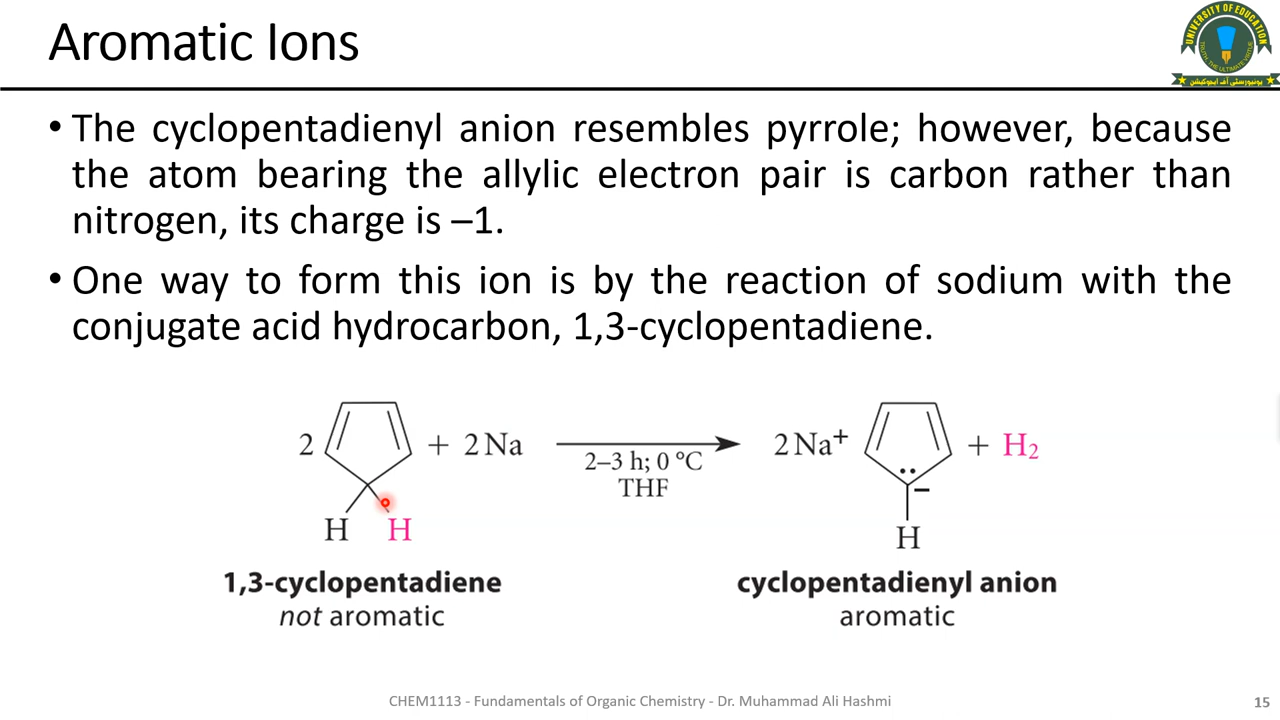 Aromatic Ions
UNIVERSITY OF EDUCATION
• The cyclopentadienyl anion resembles pyrrole; however, because
the atom bearing the allylic electron pair is carbon rather than
nitrogen, its charge is –1.
• One way to form this ion is by the reaction of sodium with the
conjugate acid hydrocarbon, 1,3-cyclopentadiene.
2 + 2 Na 2 Na⁺ + H₂
2–3 h; 0 °C
THF
•• –
H H H
1,3-cyclopentadiene cyclopentadienyl anion
not aromatic aromatic
CHEM1113 - Fundamentals of Organic Chemistry - Dr. Muhammad Ali Hashmi 15